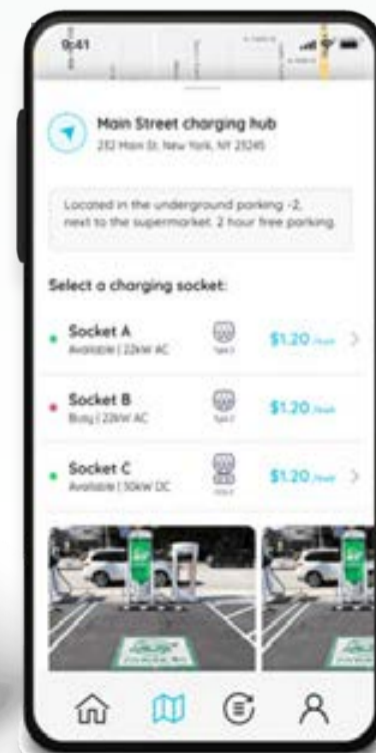 9:41
Main Street charging hub
232 Main St, New York, NY 21245
Located in the underground parking -2,
next to the supermarket. 2 hour free parking.
Select a charging socket:
Socket A
Available | 22kW AC
$1.20
Socket B
Busy | 22kW AC
$1.20
Socket C
Available | 50kW DC
$1.20